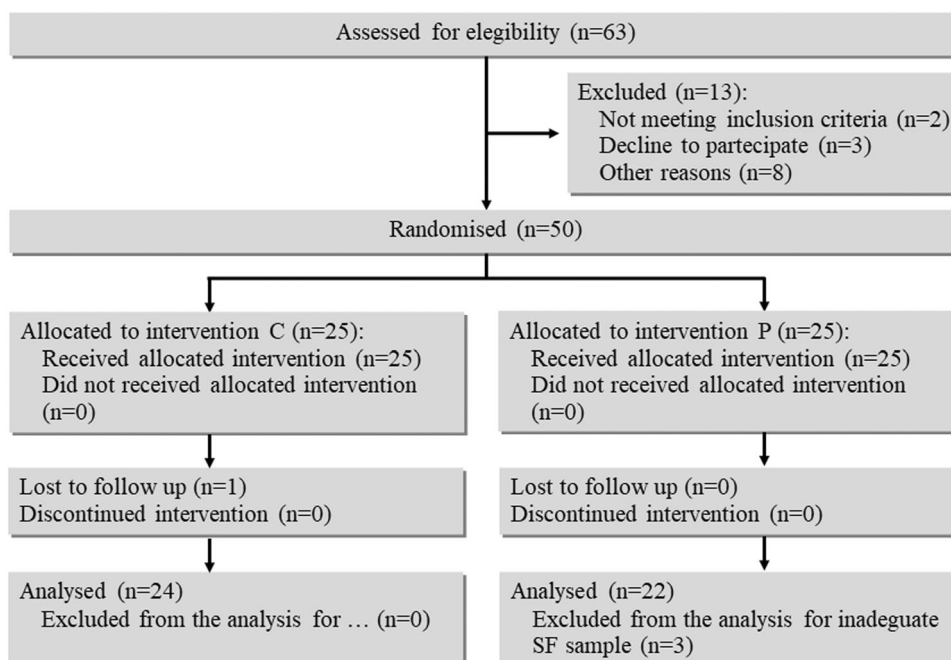 Assessed for elegibility (n=63)
Excluded (n=13):
Not meeting inclusion criteria (n=2)
Decline to partecipate (n=3)
Other reasons (n=8)
Randomised (n=50)
Allocated to intervention C (n=25):
Received allocated intervention (n=25)
Did not received allocated intervention
(n=0)
Allocated to intervention P (n=25):
Received allocated intervention (n=25)
Did not received allocated intervention
(n=0)
Lost to follow up (n=1)
Discontinued intervention (n=0)
Lost to follow up (n=0)
Discontinued intervention (n=0)
Analysed (n=24)
Excluded from the analysis for … (n=0)
Analysed (n=22)
Excluded from the analysis for inadeguate
SF sample (n=3)